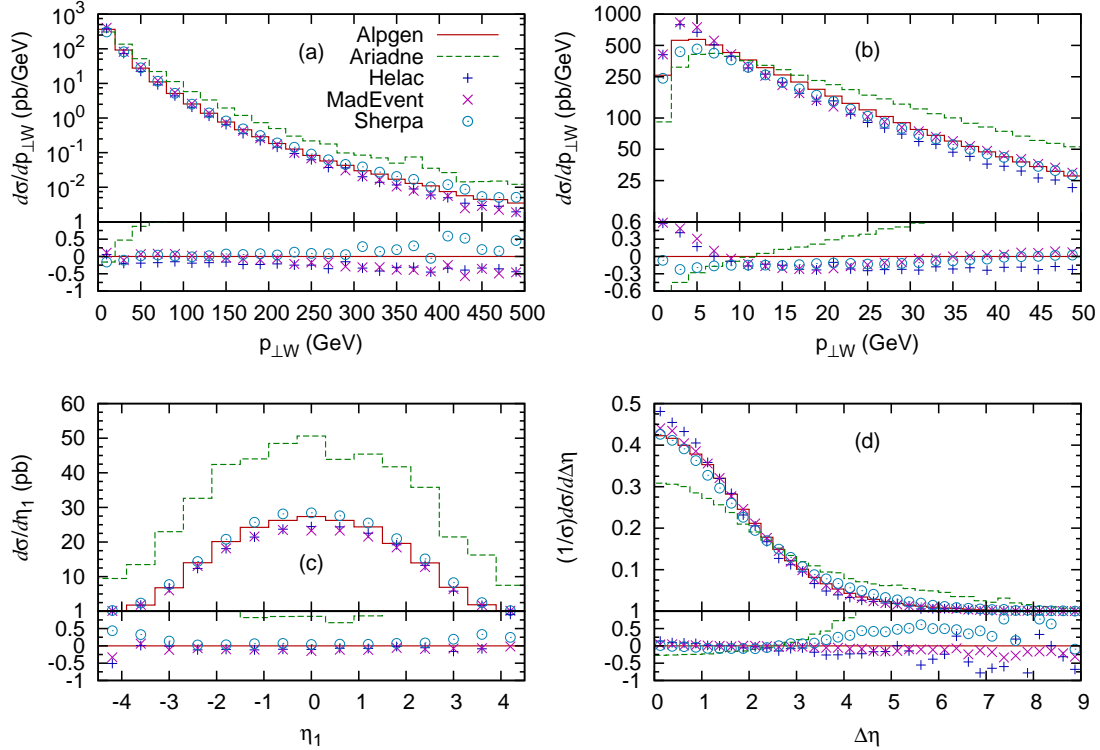 dσ/dp⊥W (pb/GeV)
10³
10²
10¹
10⁰
10⁻¹
10⁻²
1
0.5
0
-0.5
-1
(a)
Alpgen
Ariadne
Helac
MadEvent
Sherpa
50 100 150 200 250 300 350 400 450 500
p⊥W (GeV)
dσ/dp⊥W (pb/GeV)
1000
500
250
100
50
25
0.6
0.3
0
-0.3
-0.6
(b)
0 5 10 15 20 25 30 35 40 45 50
p⊥W (GeV)
dσ/dη₁ (pb)
60
50
40
30
20
10
1
0.5
0
-0.5
-1
(c)
-4 -3 -2 -1 0 1 2 3 4
η₁
(1/σ)dσ/dΔη
0.5
0.4
0.3
0.2
0.1
1
0.5
0
-0.5
-1
(d)
0 1 2 3 4 5 6 7 8 9
Δη